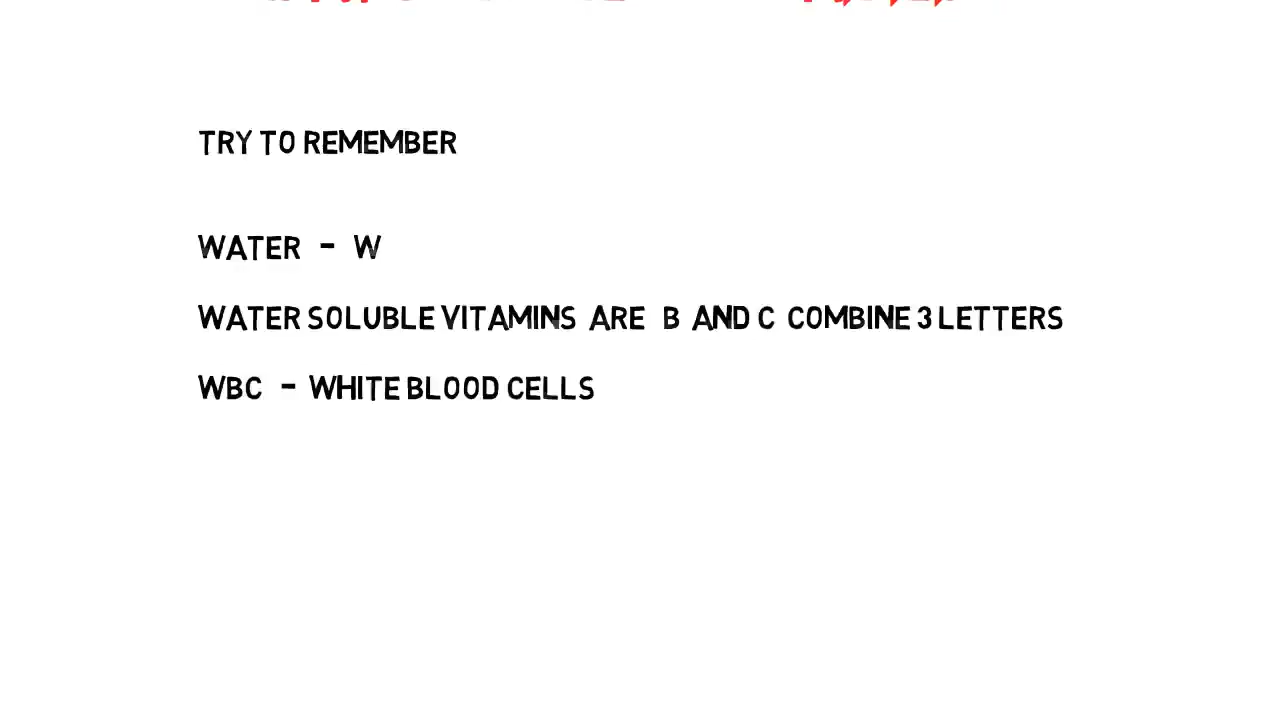 TRY TO REMEMBER
WATER - W
WATER SOLUBLE VITAMINS ARE B AND C COMBINE 3 LETTERS
WBC - WHITE BLOOD CELLS